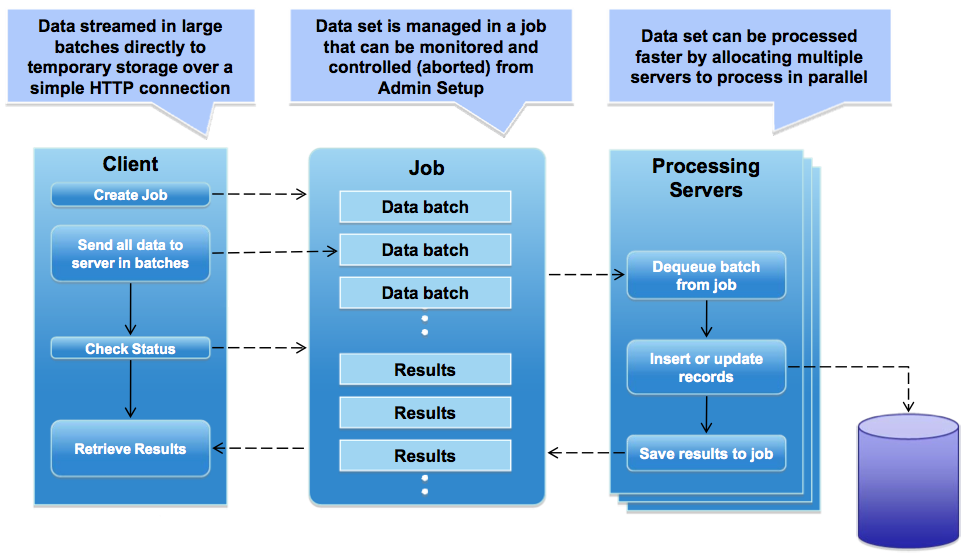 Data streamed in large
batches directly to
temporary storage over a
simple HTTP connection
Data set is managed in a job
that can be monitored and
controlled (aborted) from
Admin Setup
Data set can be processed
faster by allocating multiple
servers to process in parallel
Client
Create Job
Send all data to
server in batches
Check Status
Retrieve Results
Job
Data batch
Data batch
Data batch
Results
Results
Results
Processing
Servers
Dequeue batch
from job
Insert or update
records
Save results to job